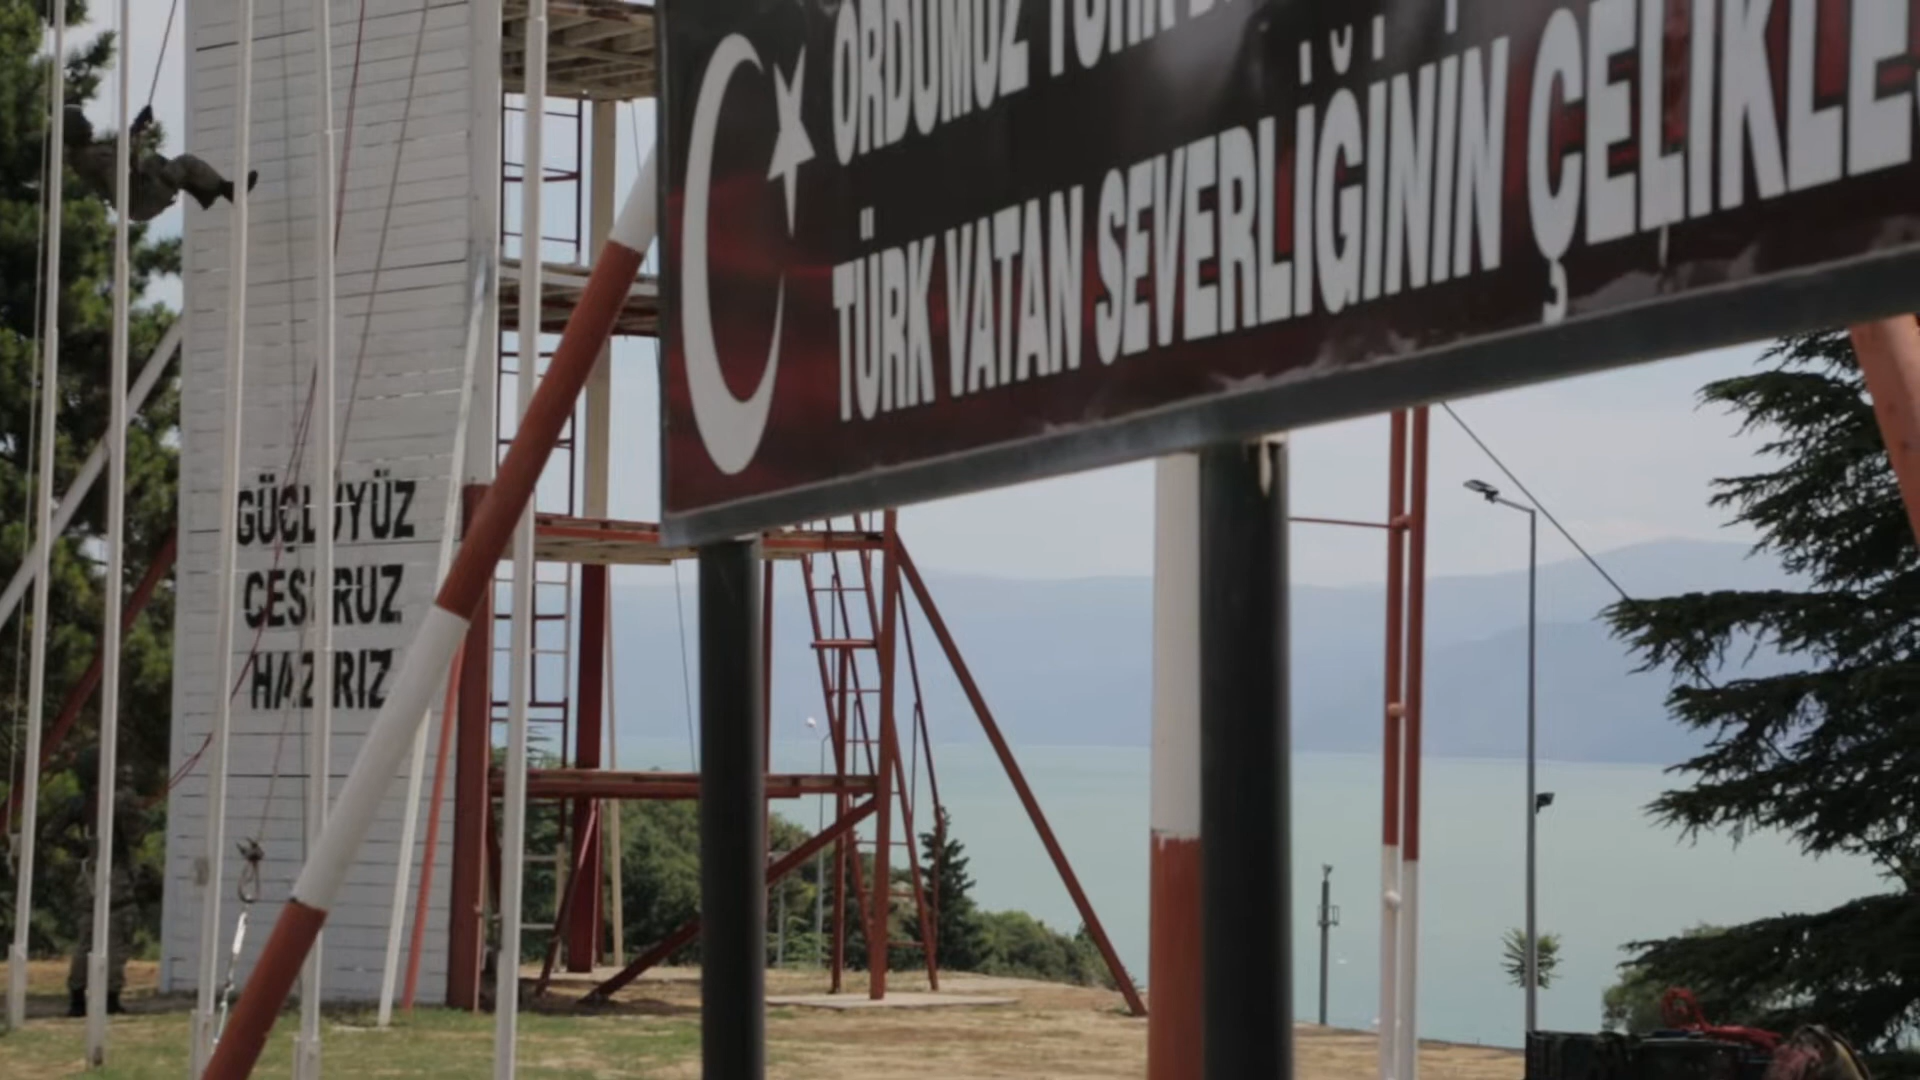 ORDUMUZ TÜRK
TÜRK VATAN SEVERLİĞİNİN ÇELİKLE
GÜÇLÜYÜZ
CESURUZ
HAZIRIZ